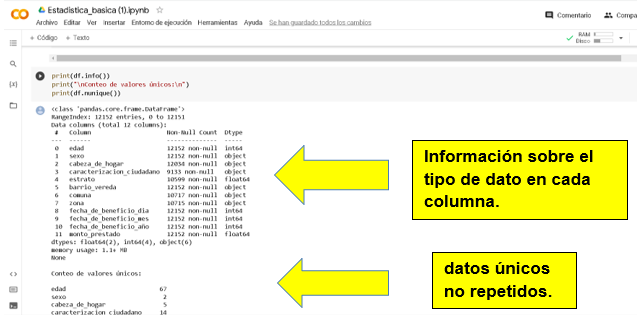 Estadistica_basica (1).ipynb
Archivo Editar Ver Insertar Entorno de ejecución Herramientas Ayuda Se han guardado todos los cambios
Comentario Compa
+ Código + Texto
RAM
Disco
print(df.info())
print("\nConteo de valores únicos:\n")
print(df.nunique())
<class 'pandas.core.frame.DataFrame'>
RangeIndex: 12152 entries, 0 to 12151
Data columns (total 12 columns):
# Column Non-Null Count Dtype
--- ------ -------------- -----
0 edad 12152 non-null int64
1 sexo 12152 non-null object
2 cabeza_de_hogar 12034 non-null object
3 caracterizacion_ciudadano 9133 non-null object
4 estrato 10599 non-null float64
5 barrio_vereda 12152 non-null object
6 comuna 10717 non-null object
7 zona 10715 non-null object
8 fecha_de_beneficio_dia 12152 non-null int64
9 fecha_de_beneficio_mes 12152 non-null int64
10 fecha_de_beneficio_año 12152 non-null int64
11 monto_prestado 12152 non-null float64
dtypes: float64(2), int64(4), object(6)
memory usage: 1.1+ MB
None
Conteo de valores únicos:
edad 67
sexo 2
cabeza_de_hogar 5
caracterizacion_ciudadano 14
Información sobre el
tipo de dato en cada
columna.
datos únicos
no repetidos.